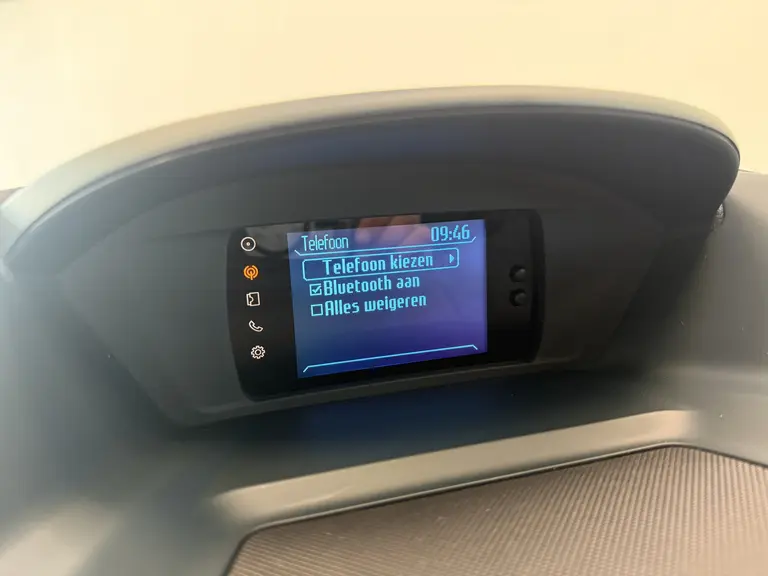 Telefoon 09:46
Telefoon kiezen
Bluetooth aan
Alles weigeren